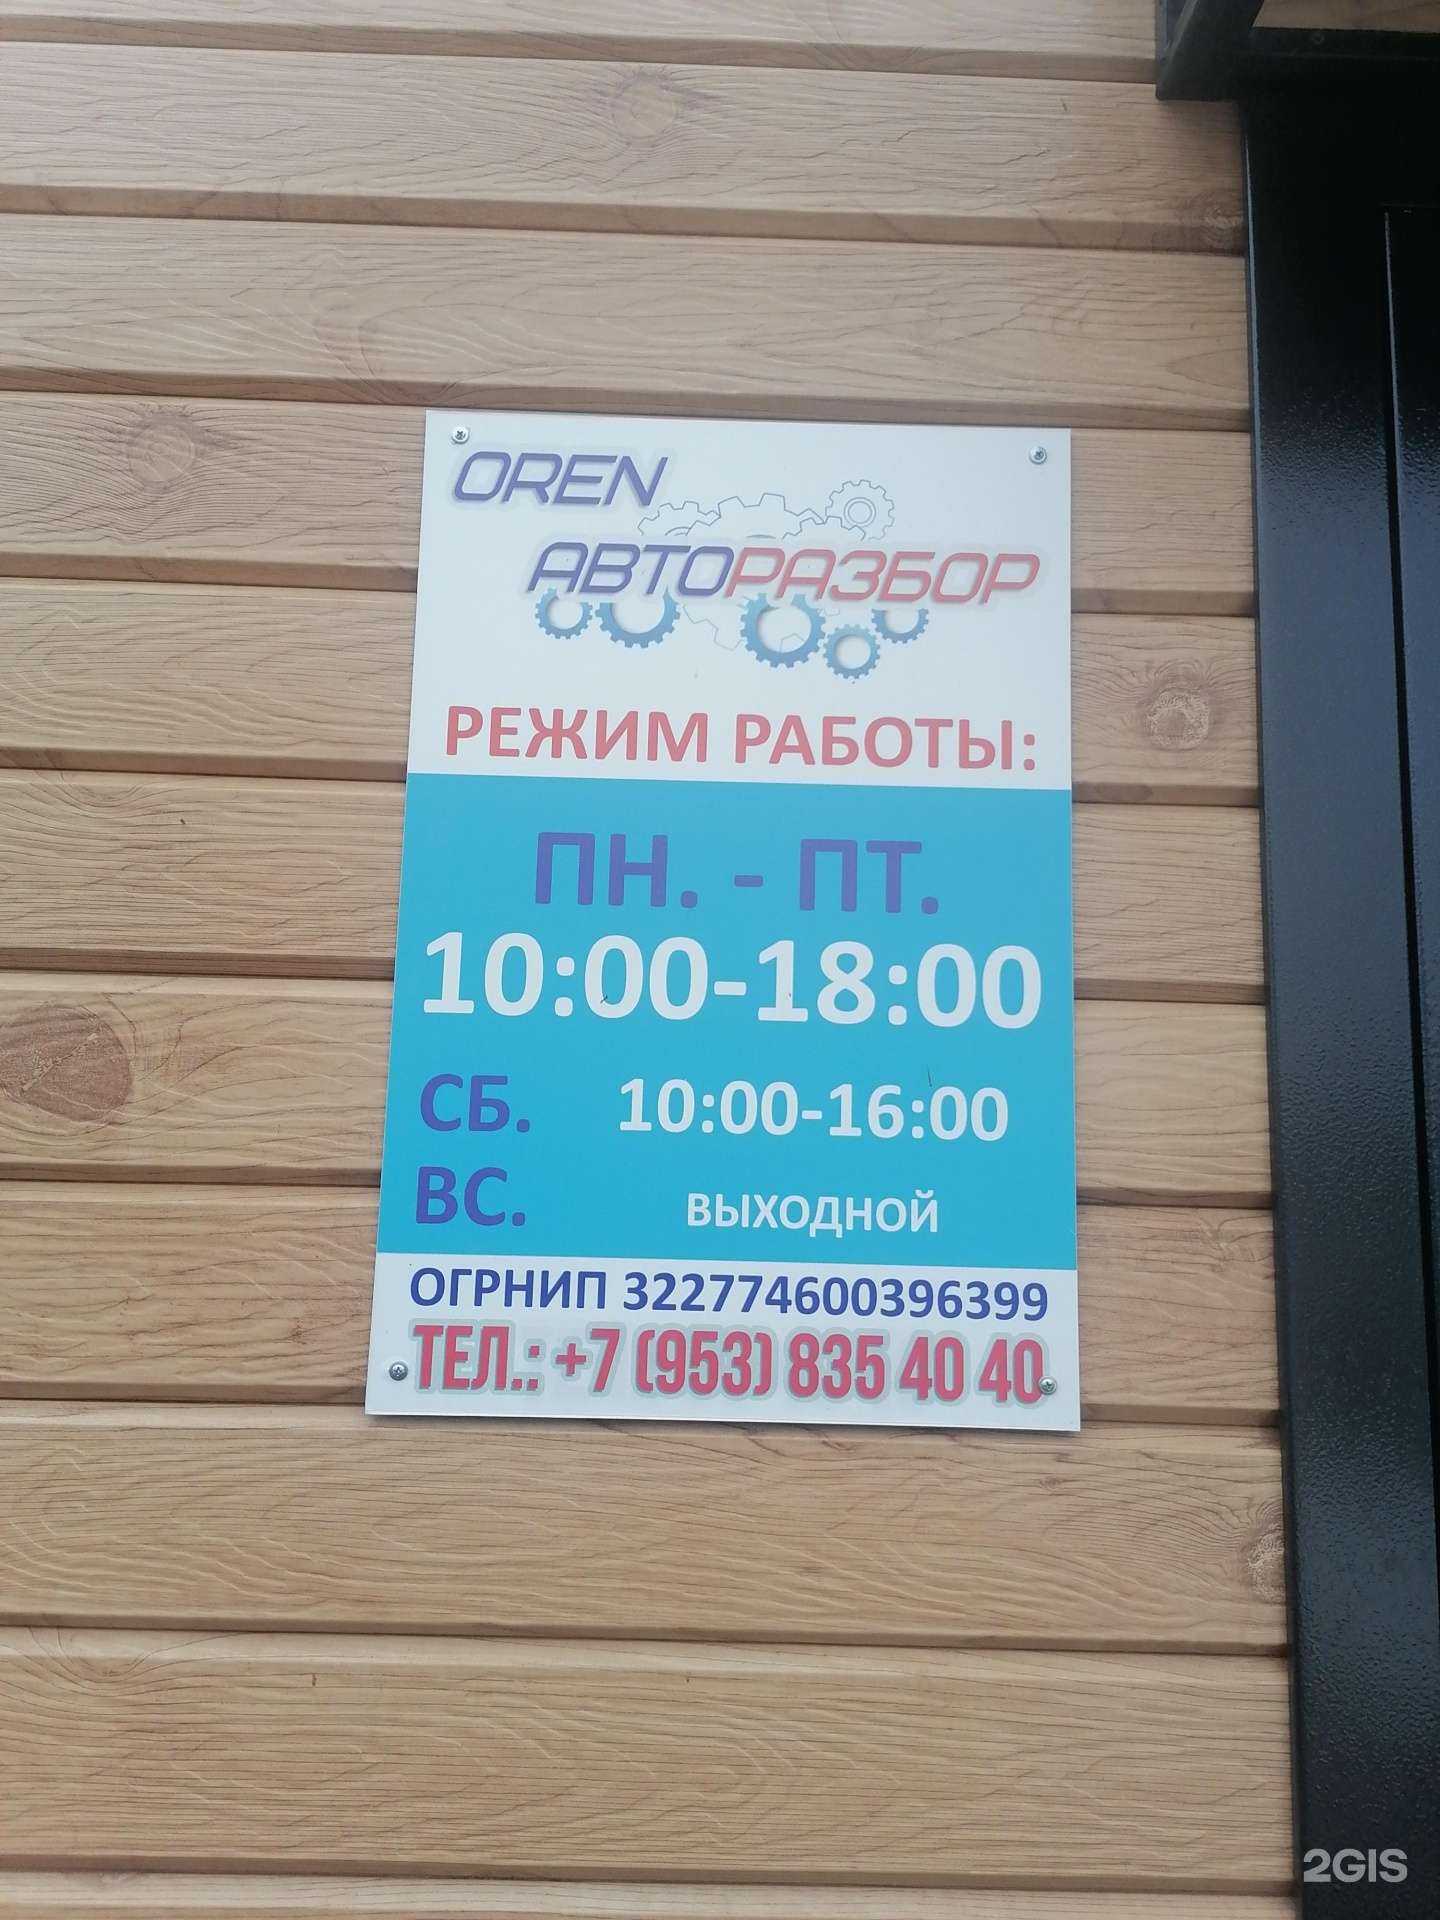 OREN
АВТОРАЗБОР
РЕЖИМ РАБОТЫ:
ПН. - ПТ.
10:00-18:00
СБ. 10:00-16:00
ВС. ВЫХОДНОЙ
ОГРНИП 322774600396399
ТЕЛ.: +7 (953) 835 40 40
2GIS